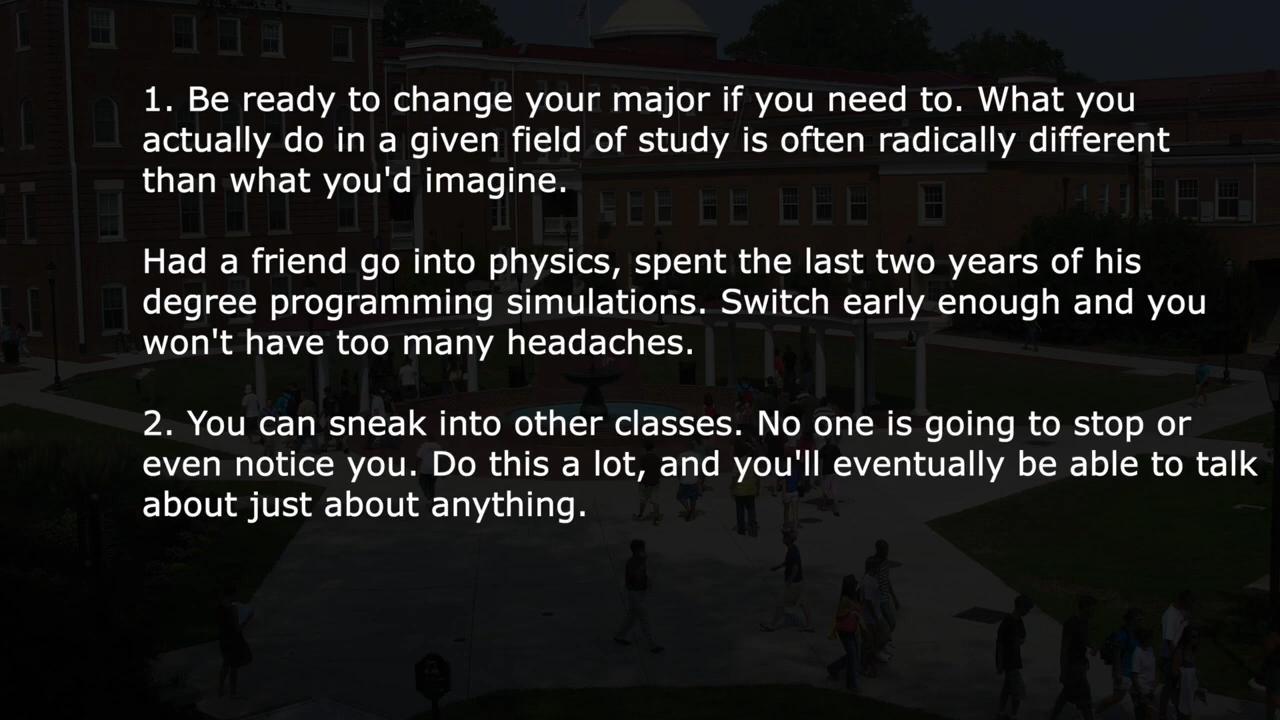 1. Be ready to change your major if you need to. What you
actually do in a given field of study is often radically different
than what you'd imagine.
Had a friend go into physics, spent the last two years of his
degree programming simulations. Switch early enough and you
won't have too many headaches.
2. You can sneak into other classes. No one is going to stop or
even notice you. Do this a lot, and you'll eventually be able to talk
about just about anything.